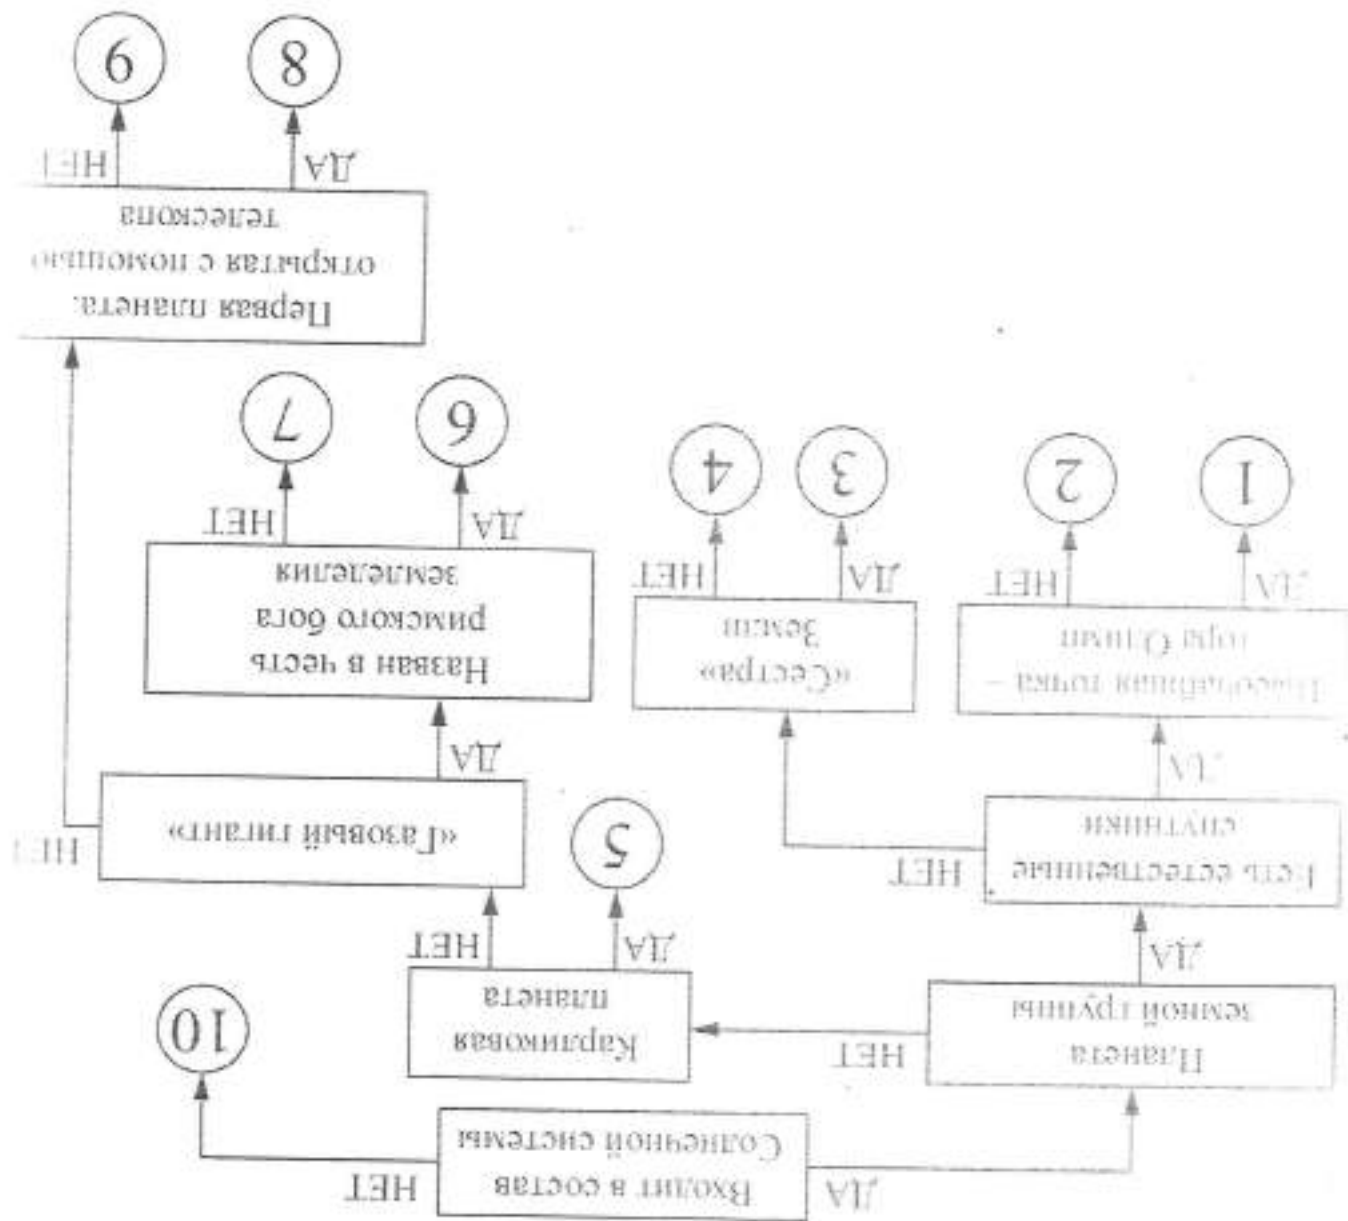 Входит в состав
Солнечной системы
ДА
НЕТ
10
Планета
земной группы
НЕТ
ДА
Карликовая
планета
ДА
НЕТ
5
Есть естественные
спутники
НЕТ
ДА
«Газовый гигант»
НЕТ
ДА
Высочайшая точка –
гора Олимп
ДА
НЕТ
1
2
«Сестра»
Земли
ДА
НЕТ
3
4
Назван в честь
римского бога
земледелия
ДА
НЕТ
6
7
Первая планета,
открытая с помощью
телескопа
ДА
НЕТ
8
9